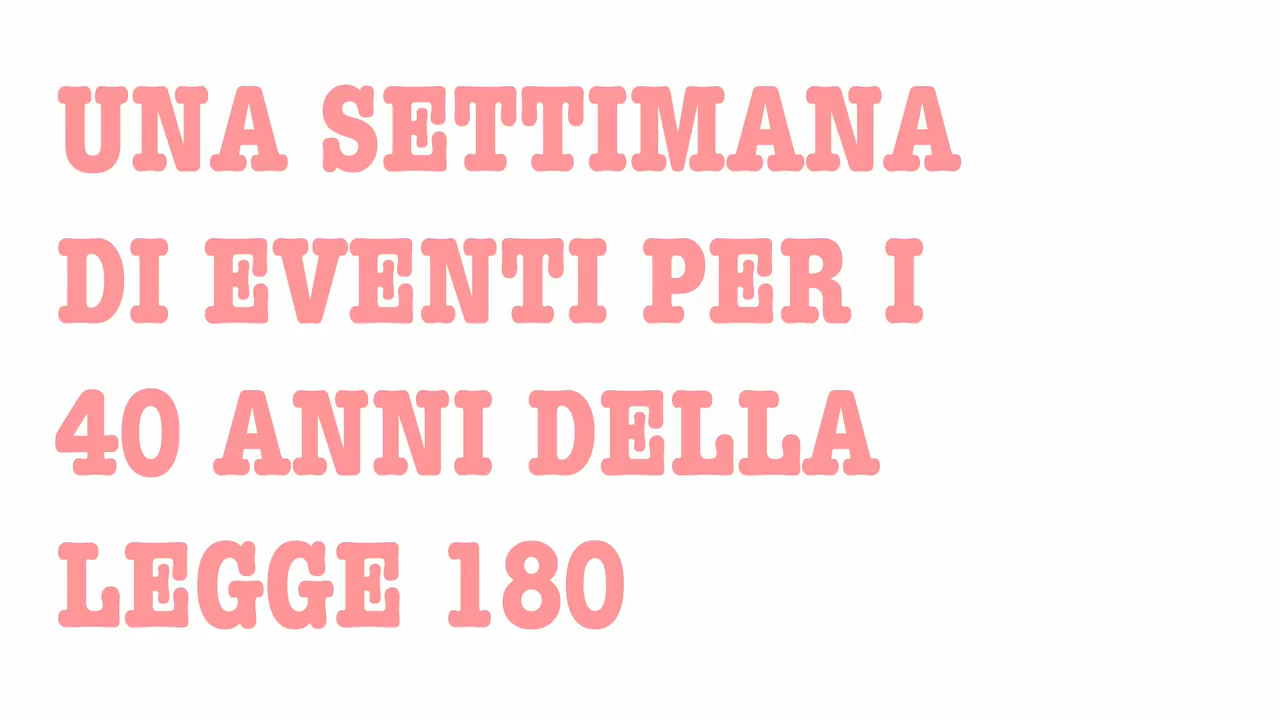 UNA SETTIMANA
DI EVENTI PER I
40 ANNI DELLA
LEGGE 180